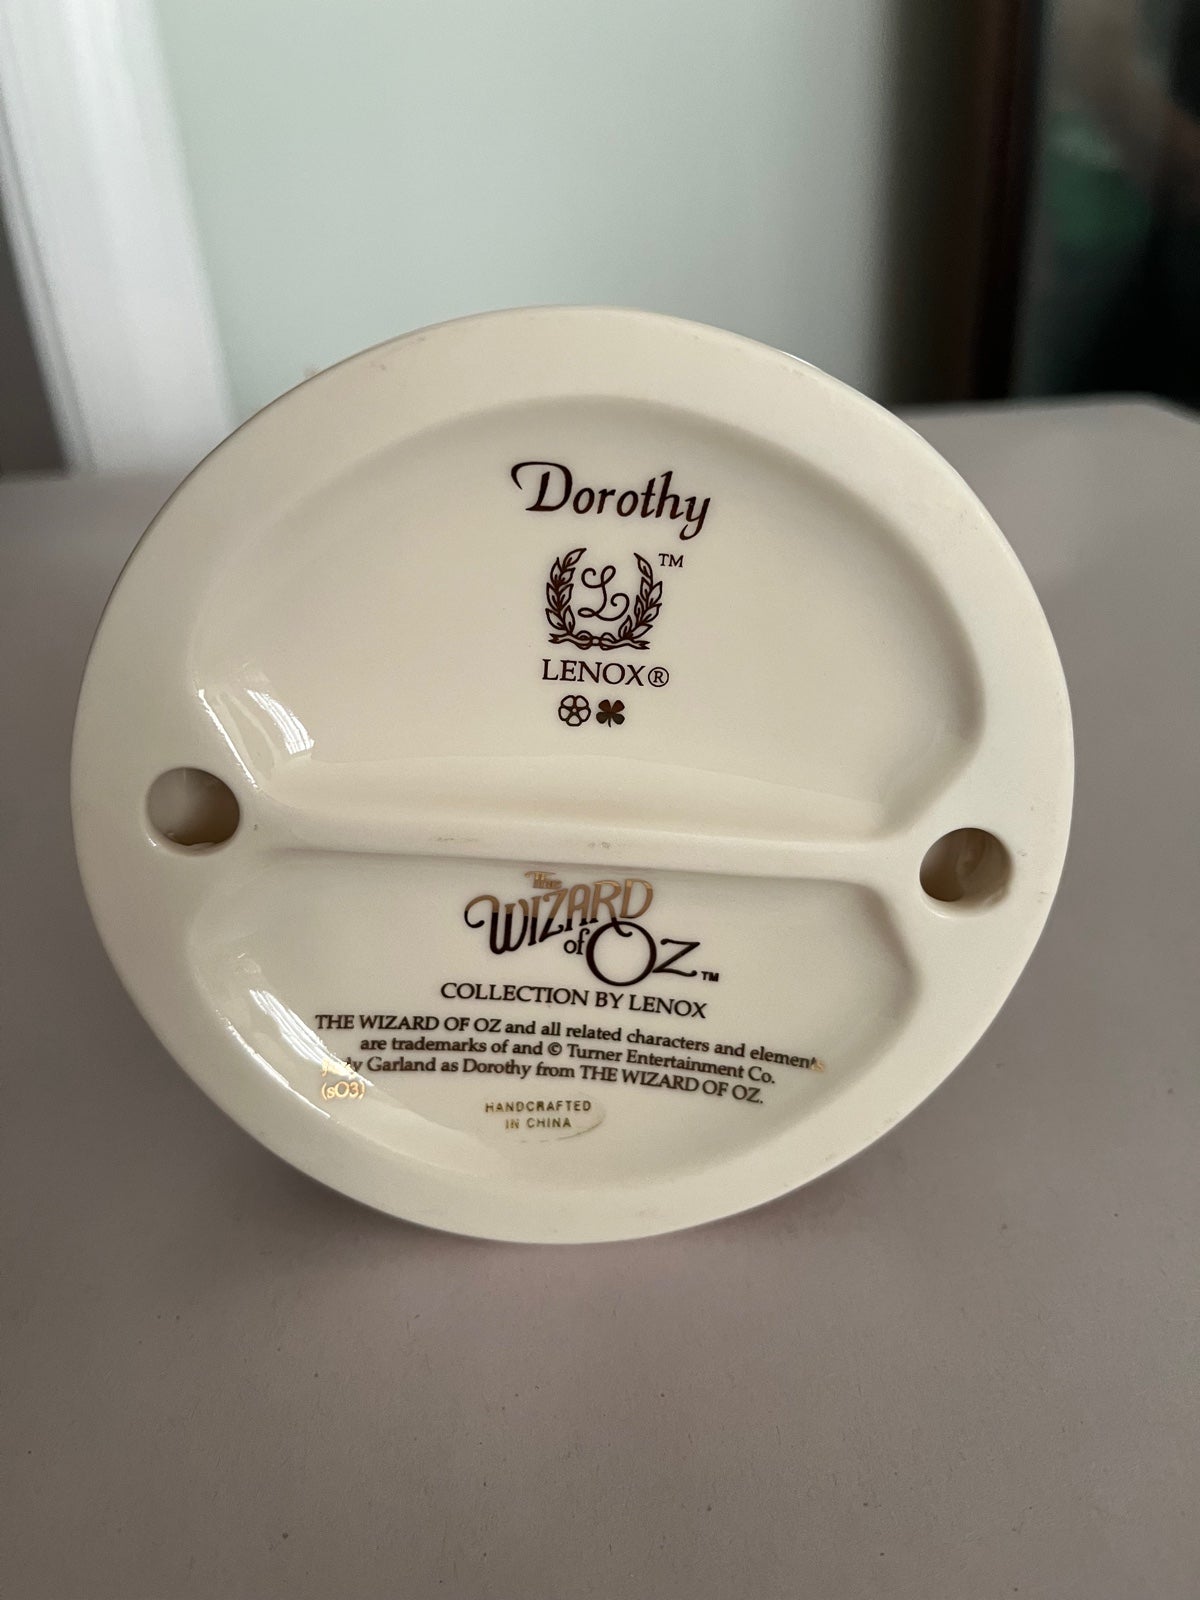 Dorothy
L TM
LENOX®
The
WIZARD
of OZ TM
COLLECTION BY LENOX
THE WIZARD OF OZ and all related characters and elements
are trademarks of and © Turner Entertainment Co.
Judy Garland as Dorothy from THE WIZARD OF OZ.
(s03)
HANDCRAFTED
IN CHINA